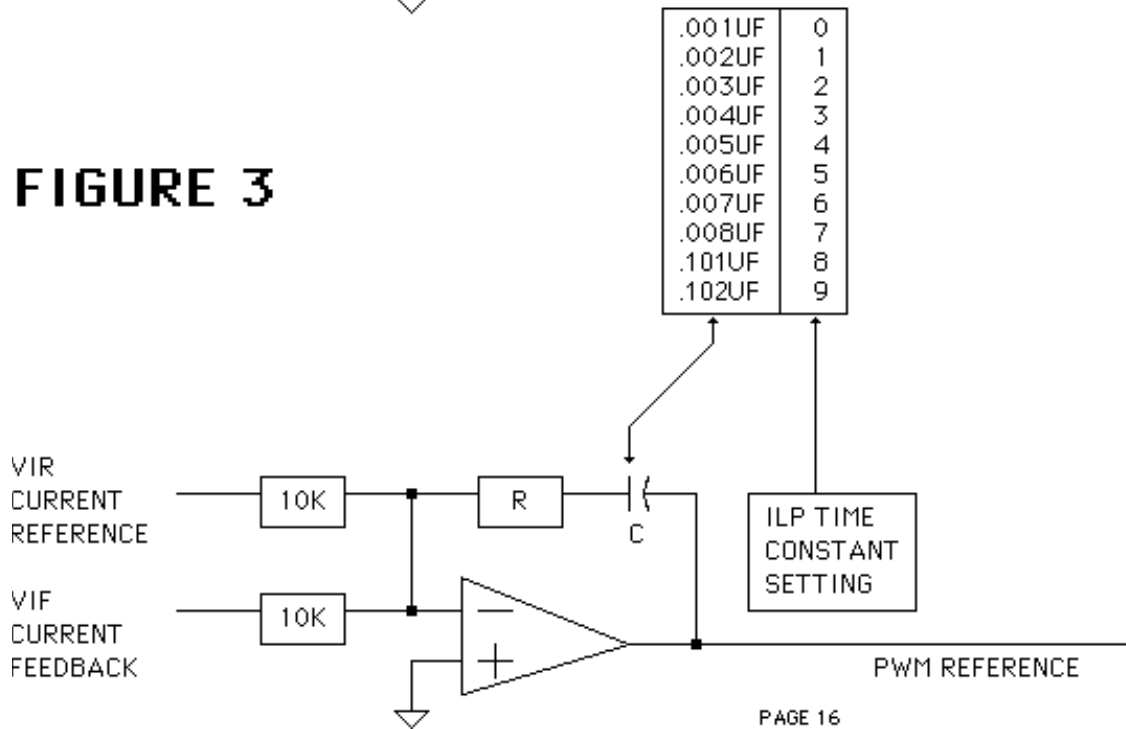 .001UF 0
.002UF 1
.003UF 2
.004UF 3
.005UF 4
.006UF 5
.007UF 6
.008UF 7
.101UF 8
.102UF 9
FIGURE 3
VIR
CURRENT
REFERENCE
10K
R
C
ILP TIME
CONSTANT
SETTING
VIF
CURRENT
FEEDBACK
10K
PWM REFERENCE
PAGE 16